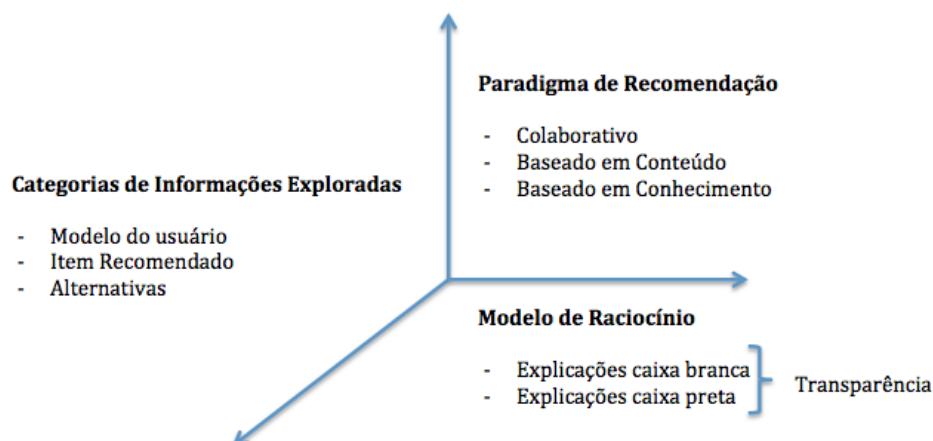 Paradigma de Recomendação
- Colaborativo
- Baseado em Conteúdo
- Baseado em Conhecimento
Categorias de Informações Exploradas
- Modelo do usuário
- Item Recomendado
- Alternativas
Modelo de Raciocínio
- Explicações caixa branca
- Explicações caixa preta
Transparência